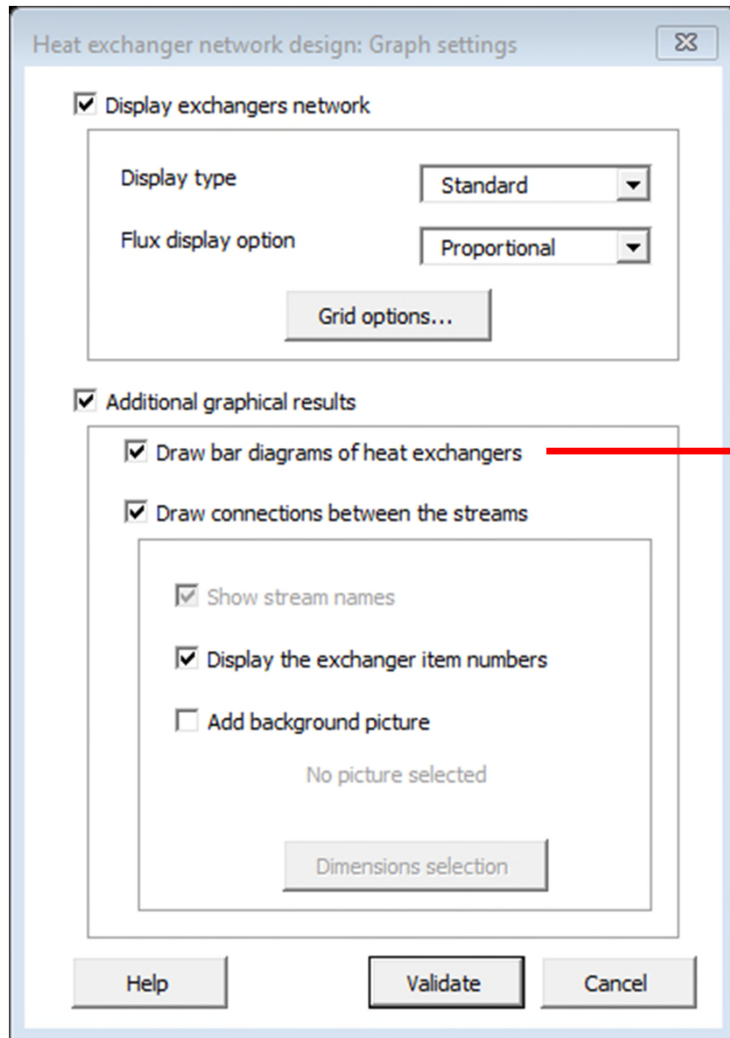 Heat exchanger network design: Graph settings
Display exchangers network
Display type
Standard
Flux display option
Proportional
Grid options...
Additional graphical results
Draw bar diagrams of heat exchangers
Draw connections between the streams
Show stream names
Display the exchanger item numbers
Add background picture
No picture selected
Dimensions selection
Help
Validate
Cancel